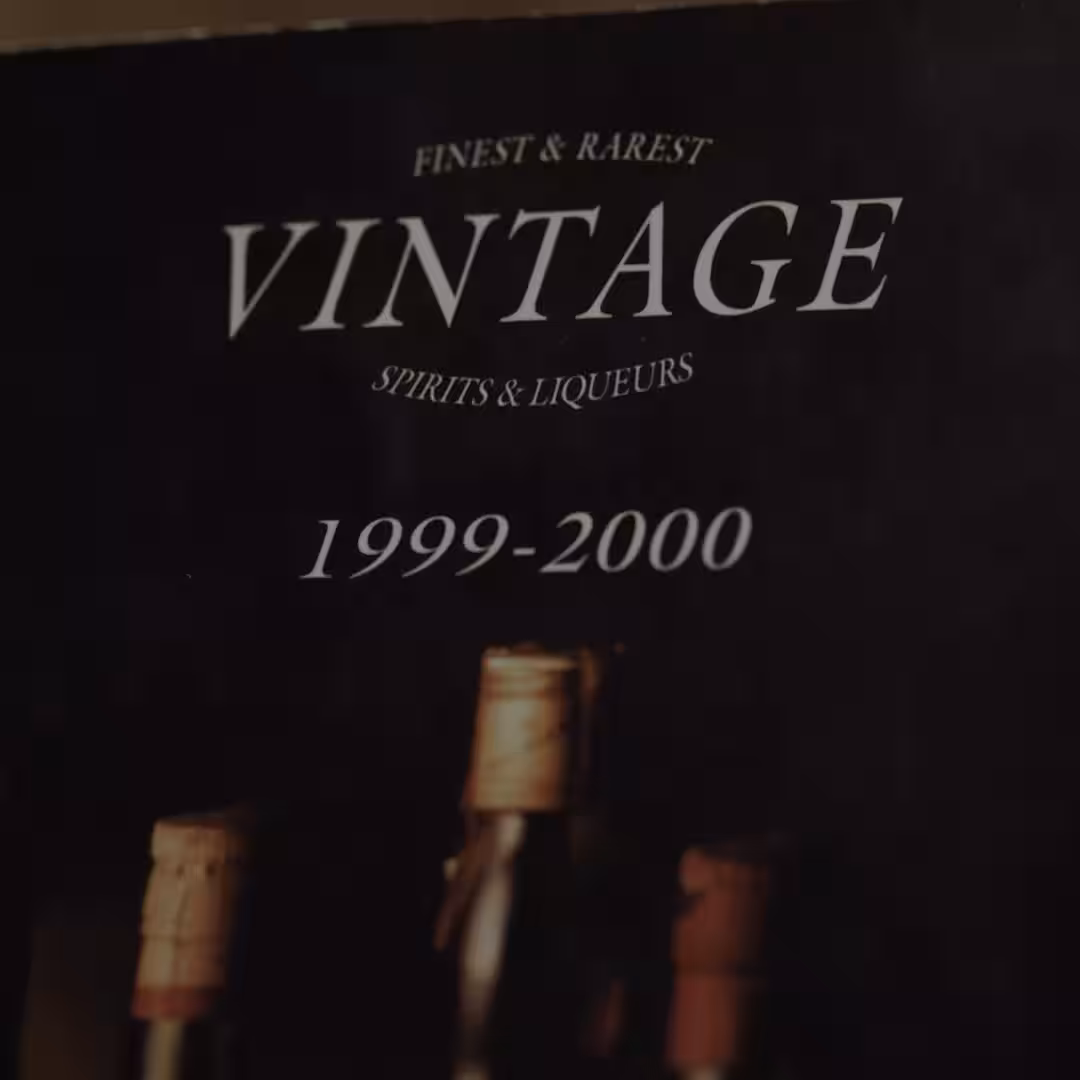 FINEST & RAREST
VINTAGE
SPIRITS & LIQUEURS
1999-2000